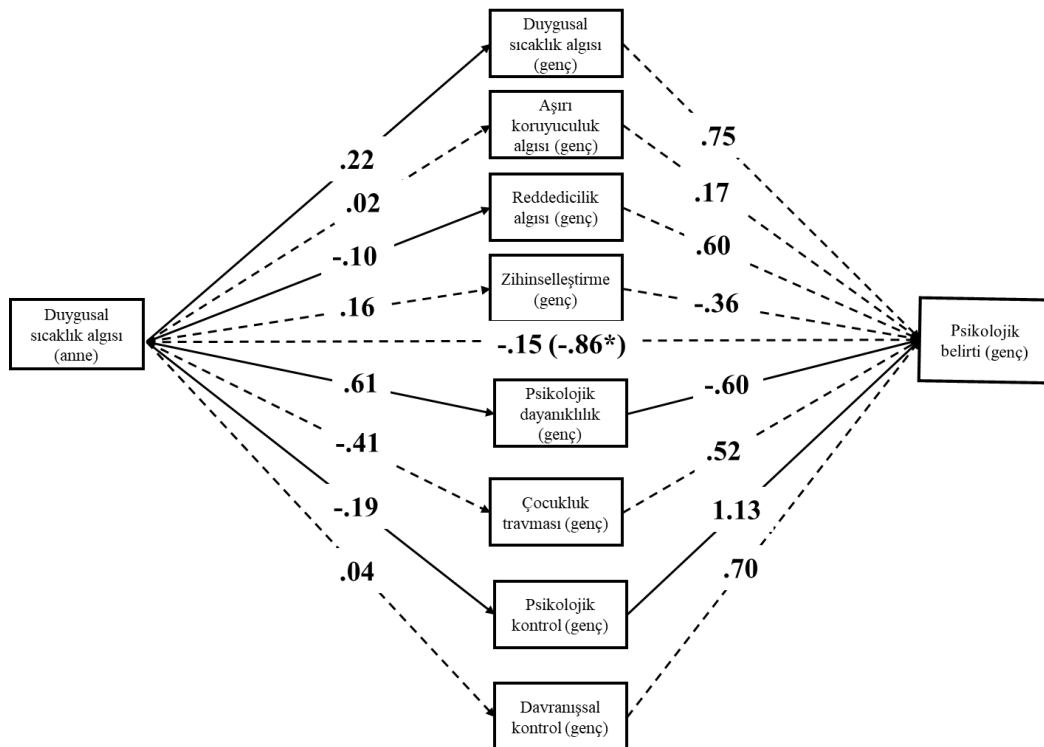 Duygusal
sıcaklık algısı
(genç)
Aşırı
koruyuculuk
algısı (genç)
Reddedicilik
algısı (genç)
Zihinselleştirme
(genç)
Duygusal
sıcaklık algısı
(anne)
Psikolojik
belirti (genç)
Psikolojik
dayanıklılık
(genç)
Çocukluk
travması (genç)
Psikolojik
kontrol (genç)
Davranışsal
kontrol (genç)
.22
.02
-.10
.16
-.15 (-.86*)
.61
-.41
-.19
.04
.75
.17
.60
-.36
-.60
.52
1.13
.70